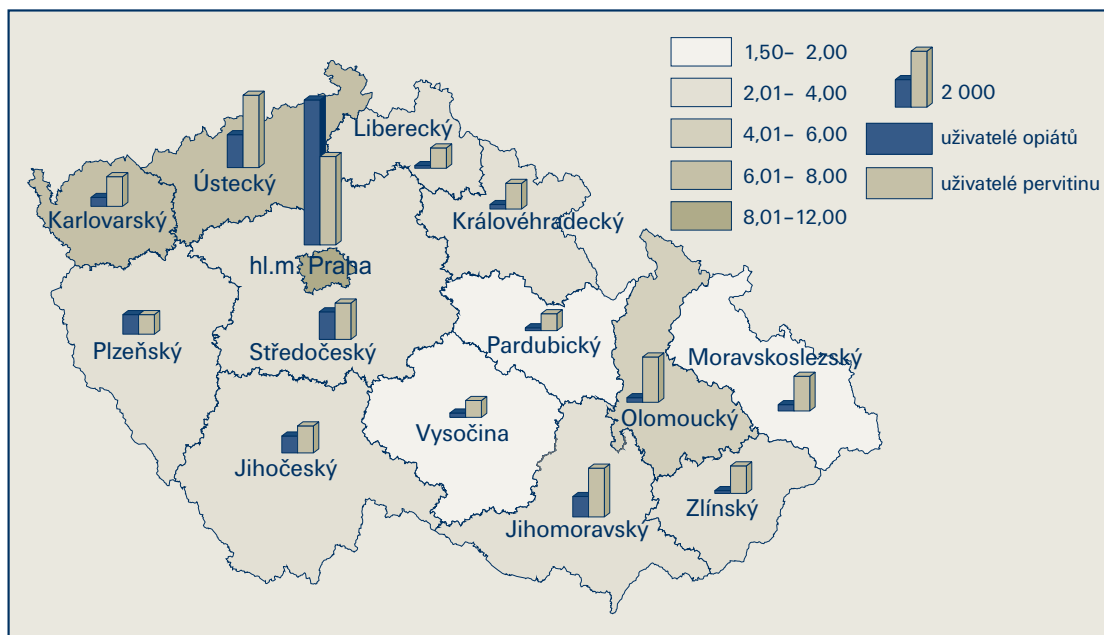 1,50– 2,00
2,01– 4,00
4,01– 6,00
6,01– 8,00
8,01–12,00
2 000
uživatelé opiátů
uživatelé pervitinu
Liberecký
Ústecký
Karlovarský
Královéhradecký
hl.m. Praha
Plzeňský
Středočeský
Pardubický
Moravskoslezský
Olomoucký
Vysočina
Jihočeský
Zlínský
Jihomoravský